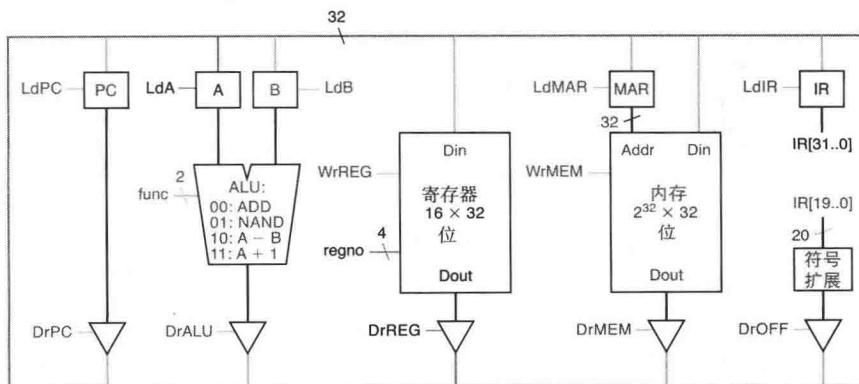 32
LdPC
PC
LdA
A
B
LdB
LdMAR
MAR
LdIR
IR
32
2
func
ALU:
00: ADD
01: NAND
10: A − B
11: A + 1
WrREG
Din
寄存器
16 × 32
位
Dout
4
regno
WrMEM
Addr
Din
内存
2³² × 32
位
Dout
IR[31..0]
IR[19..0]
20
符号
扩展
DrPC
DrALU
DrREG
DrMEM
DrOFF